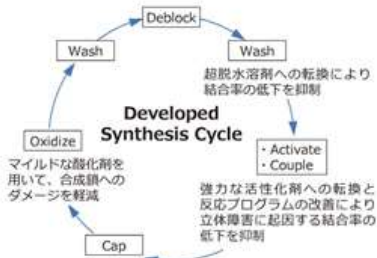 Deblock
Wash
Wash
超脱水溶剤への転換により
結合率の低下を抑制
Developed
Synthesis Cycle
・Activate
・Couple
強力な活性化剤への転換と
反応プログラムの改善により
立体障害に起因する結合率の
低下を抑制
Cap
Oxidize
マイルドな酸化剤を
用いて、合成鎖への
ダメージを軽減